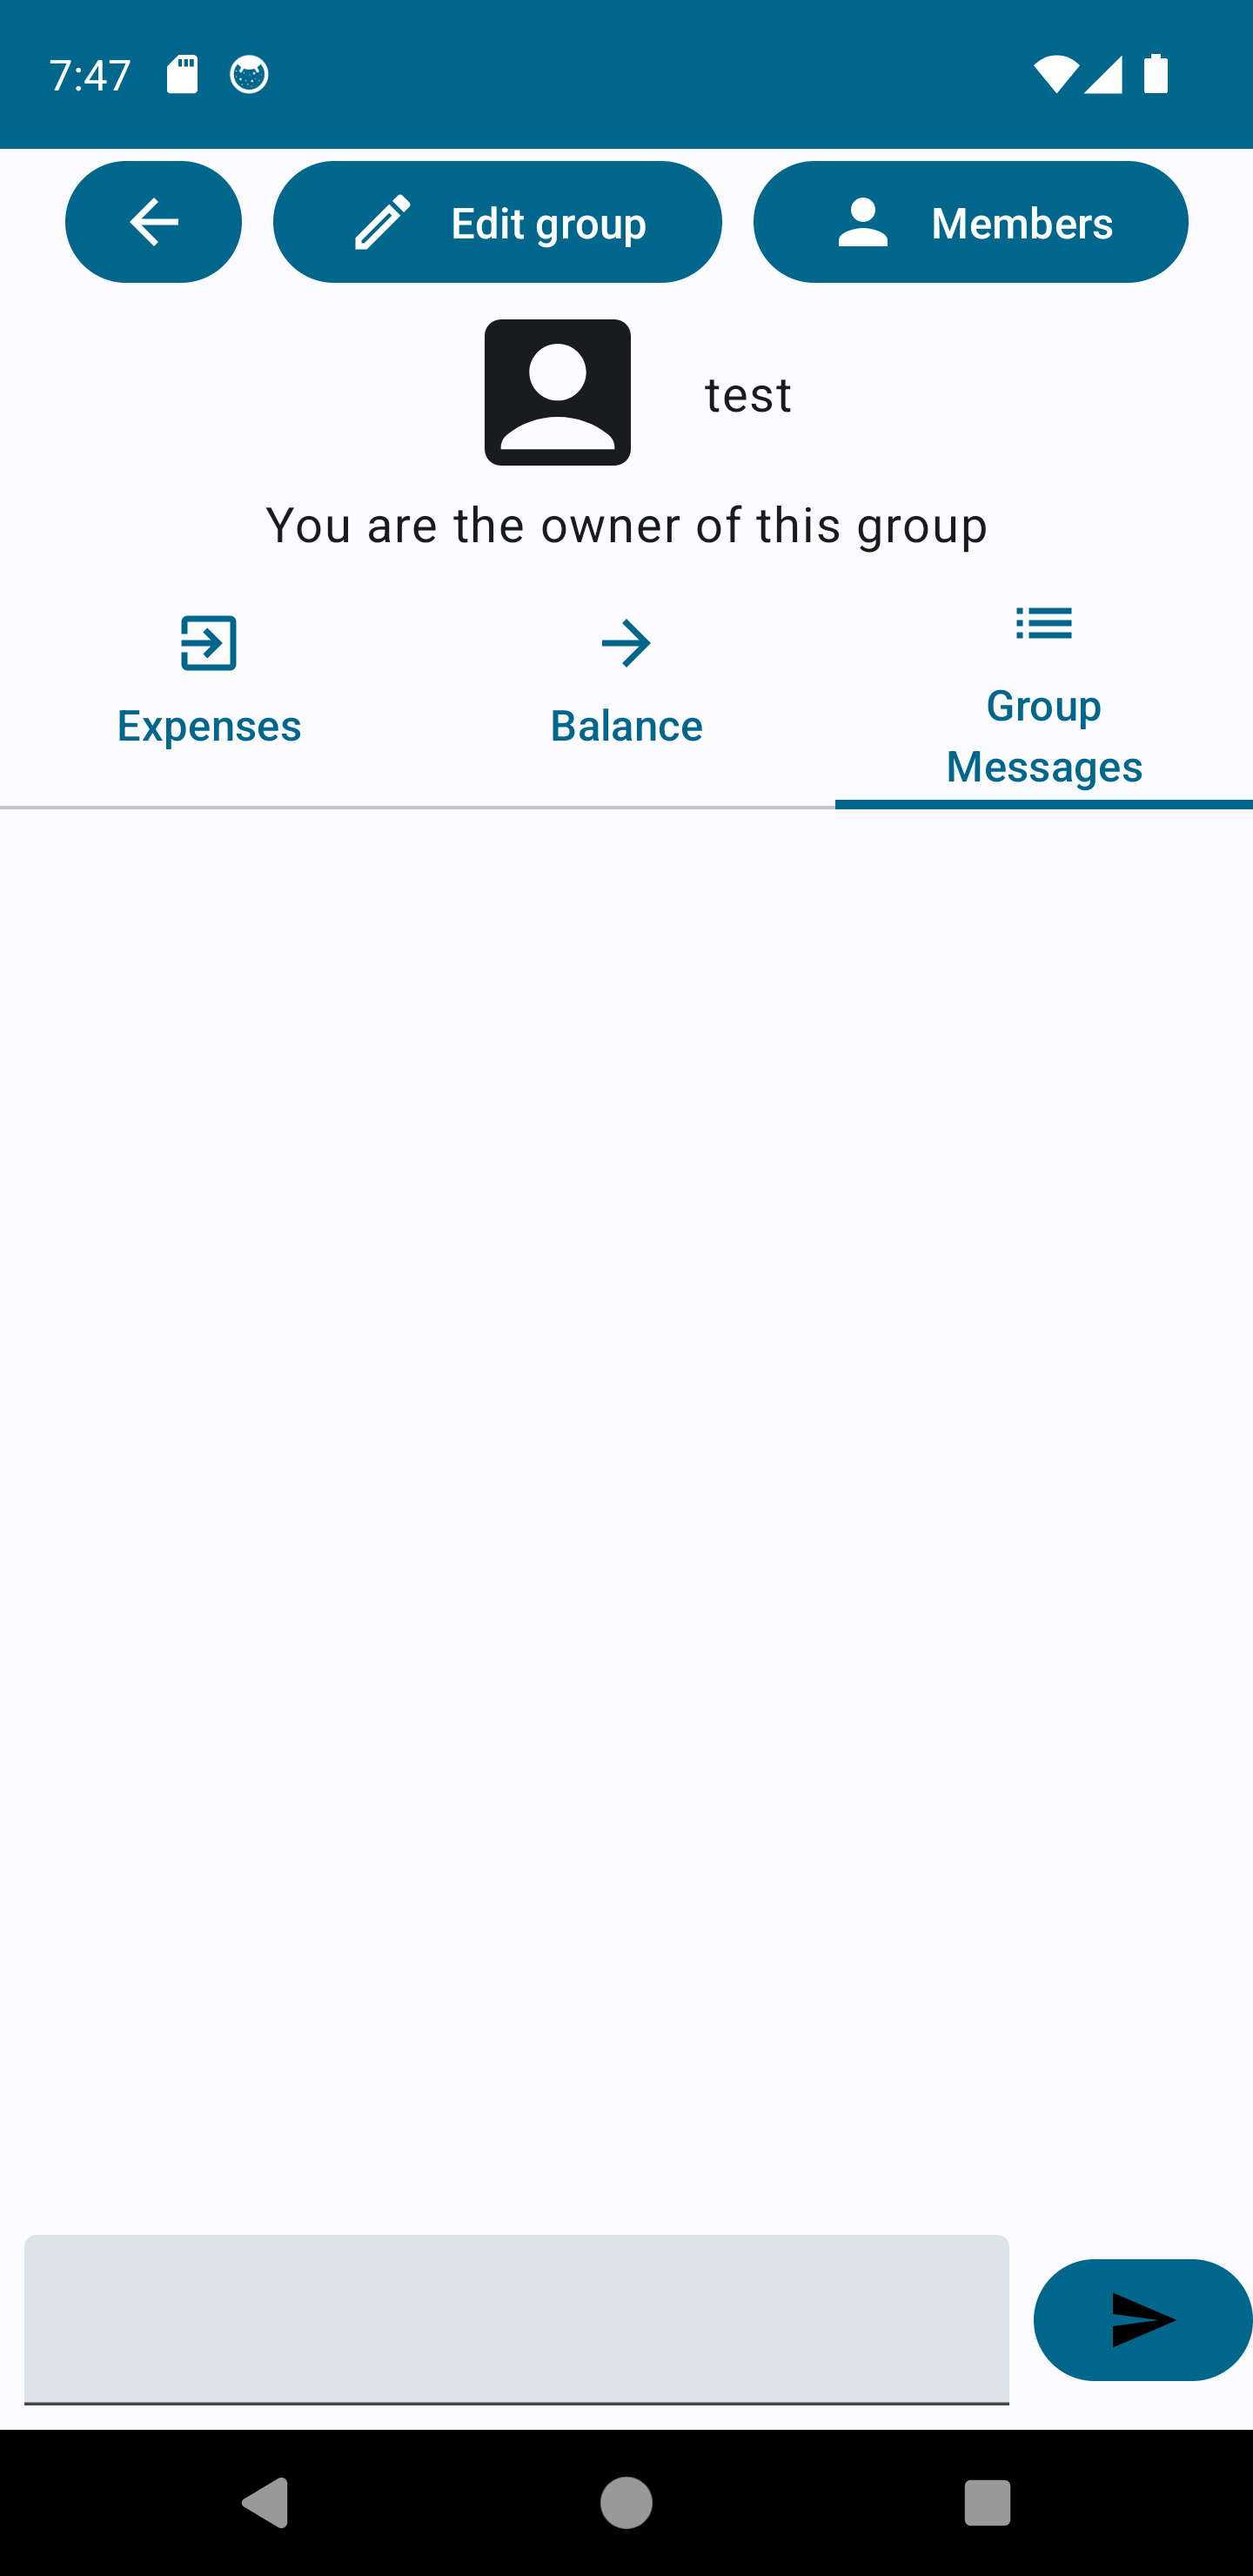 7:47
Edit group
Members
test
You are the owner of this group
Expenses
Balance
Group
Messages